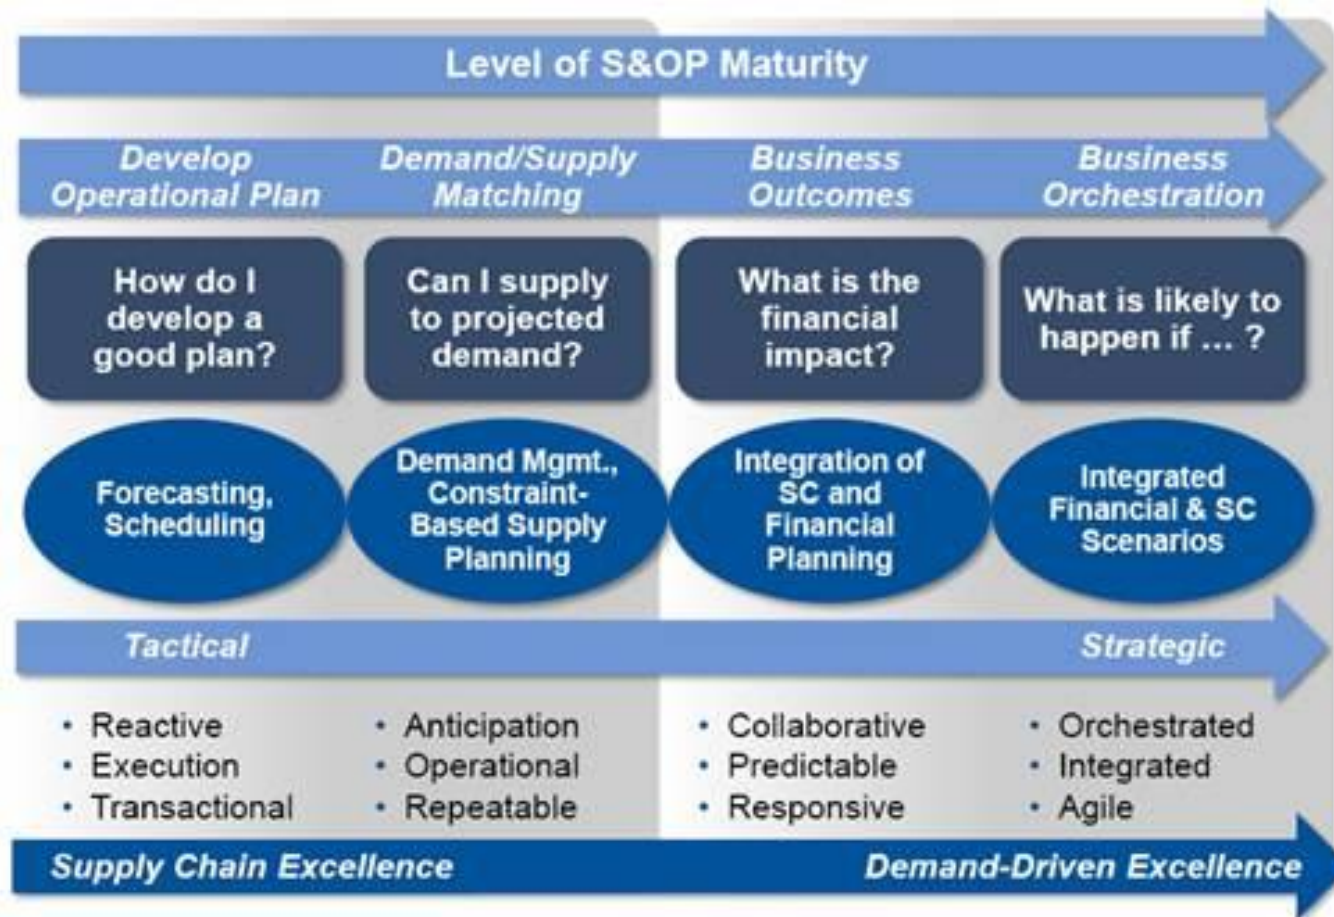 Level of S&OP Maturity
Develop
Operational Plan
Demand/Supply
Matching
Business
Outcomes
Business
Orchestration
How do I
develop a
good plan?
Can I supply
to projected
demand?
What is the
financial
impact?
What is likely to
happen if ... ?
Forecasting,
Scheduling
Demand Mgmt.,
Constraint-
Based Supply
Planning
Integration of
SC and
Financial
Planning
Integrated
Financial & SC
Scenarios
Tactical
Strategic
• Reactive
• Execution
• Transactional
• Anticipation
• Operational
• Repeatable
• Collaborative
• Predictable
• Responsive
• Orchestrated
• Integrated
• Agile
Supply Chain Excellence
Demand-Driven Excellence